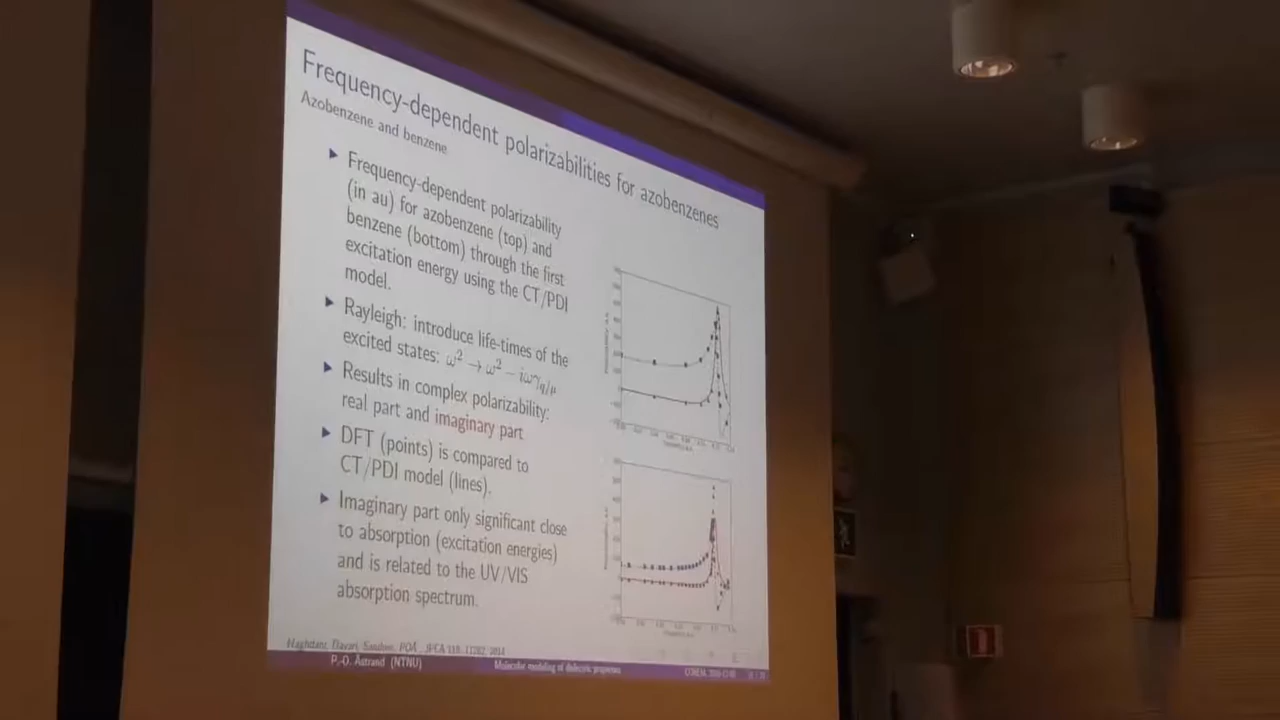 Frequency-dependent polarizabilities for azobenzenes
Azobenzene and benzene
Frequency-dependent polarizability
(in au) for azobenzene (top) and
benzene (bottom) through the first
excitation energy using the CT/PDI
model.
Rayleigh: introduce life-times of the
excited states: ω² → ω² − iωγ
Results in complex polarizability:
real part and imaginary part
DFT (points) is compared to
CT/PDI model (lines).
Imaginary part only significant close
to absorption (excitation energies)
and is related to the UV/VIS
absorption spectrum.
P.-O. Åstrand (NTNU)
Molecular modeling of dielectric properties